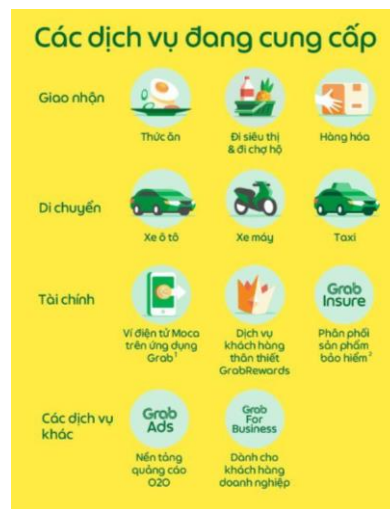 Các dịch vụ đang cung cấp
Giao nhận
Thức ăn
Đi siêu thị
& đi chợ hộ
Hàng hóa
Di chuyển
Xe ô tô
Xe máy
Taxi
Tài chính
Grab
Insure
Ví điện tử Moca
trên ứng dụng
Grab¹
Dịch vụ
khách hàng
thân thiết
GrabRewards
Phân phối
sản phẩm
bảo hiểm²
Các dịch vụ
khác
Grab
Ads
Grab
For
Business
Nền tảng
quảng cáo
O2O
Dành cho
khách hàng
doanh nghiệp